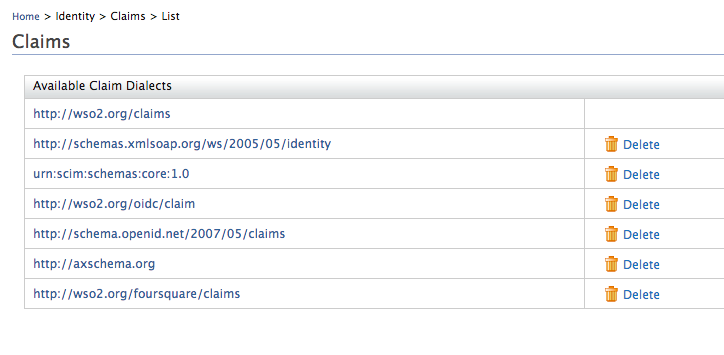 Home > Identity > Claims > List
Claims
Available Claim Dialects
http://wso2.org/claims
http://schemas.xmlsoap.org/ws/2005/05/identity Delete
urn:scim:schemas:core:1.0 Delete
http://wso2.org/oidc/claim Delete
http://schema.openid.net/2007/05/claims Delete
http://axschema.org Delete
http://wso2.org/foursquare/claims Delete